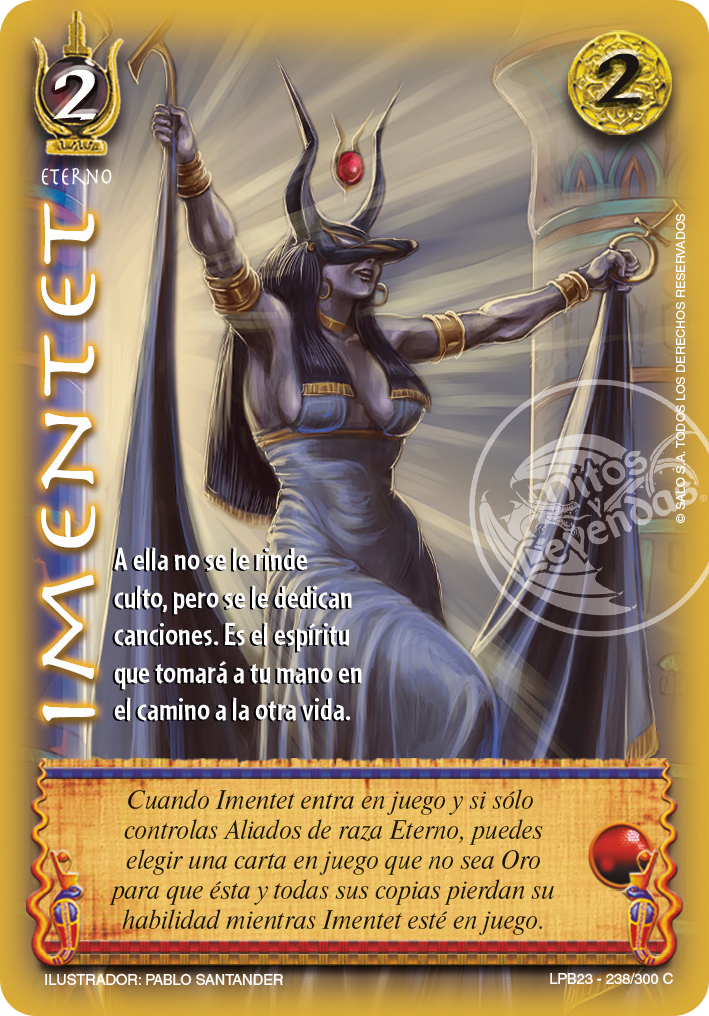 2
2
ETERNO
IMENTET
© SALO S.A. TODOS LOS DERECHOS RESERVADOS
Mitos
y
Leyendas®
A ella no se le rinde
culto, pero se le dedican
canciones. Es el espíritu
que tomará a tu mano en
el camino a la otra vida.
Cuando Imentet entra en juego y si sólo
controlas Aliados de raza Eterno, puedes
elegir una carta en juego que no sea Oro
para que ésta y todas sus copias pierdan su
habilidad mientras Imentet esté en juego.
ILUSTRADOR: PABLO SANTANDER
LPB23 - 238/300 C